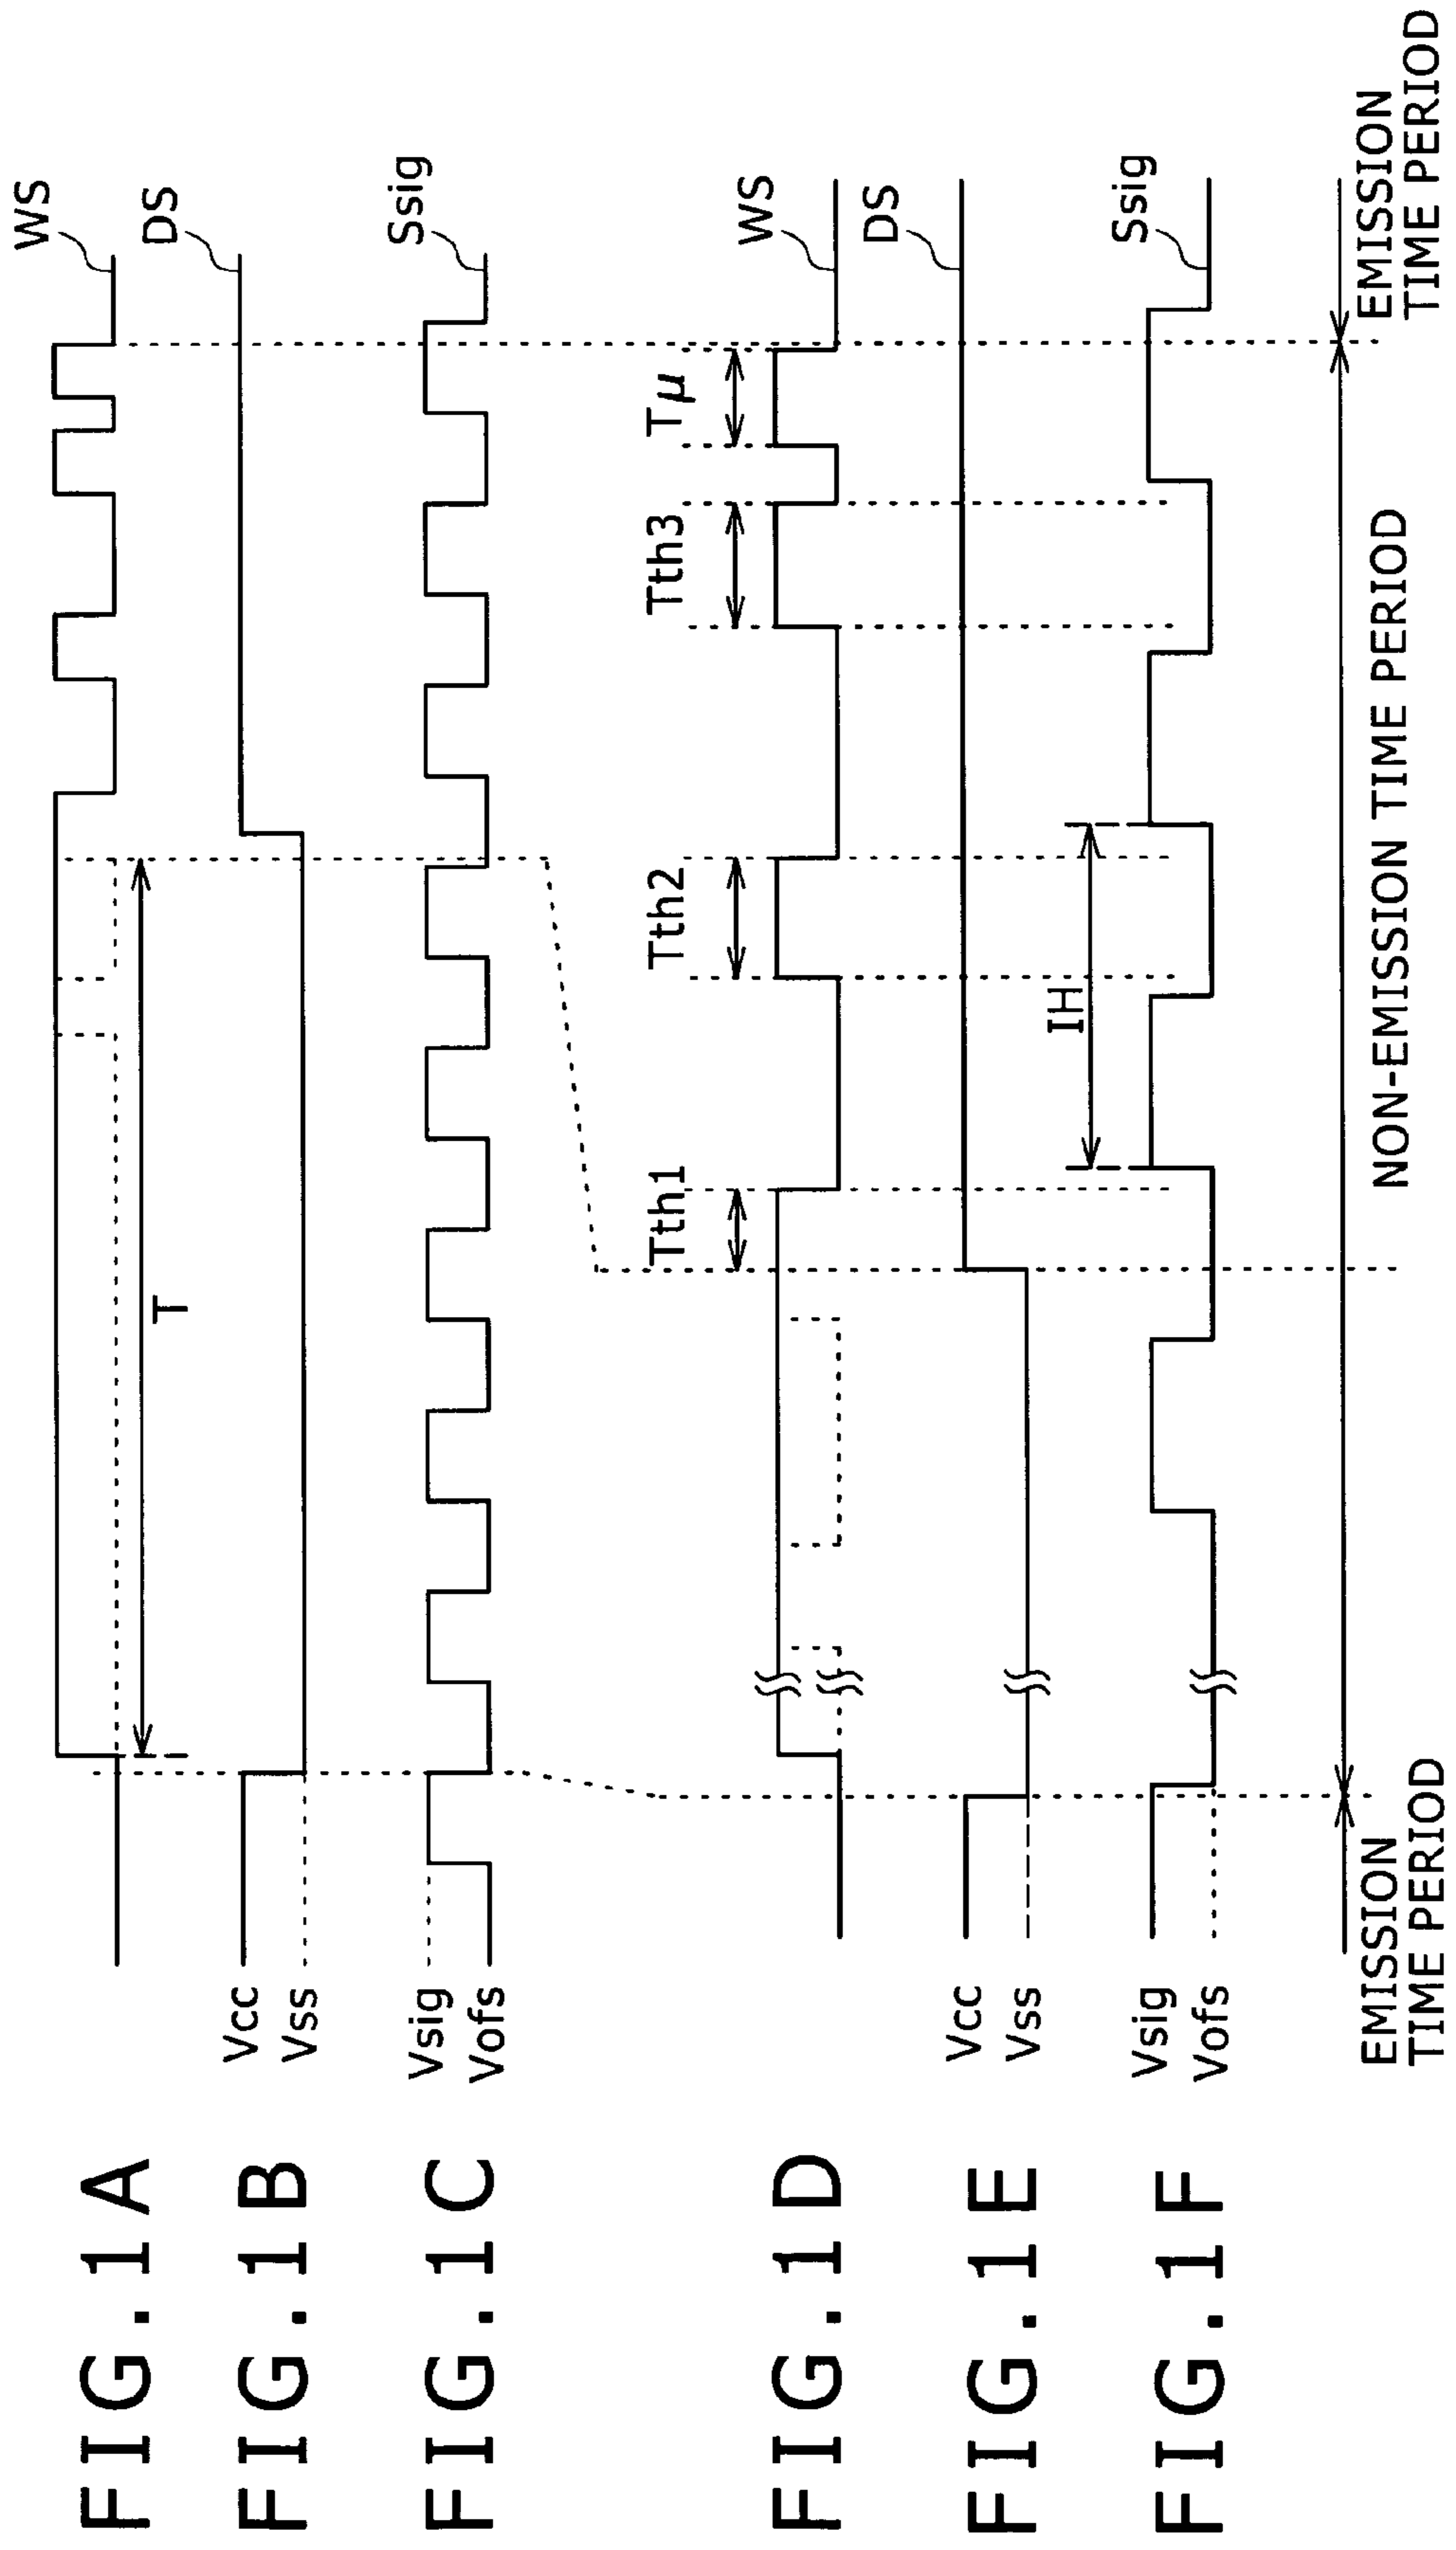 FIG.1A
WS
T
FIG.1B
Vcc
Vss
DS
FIG.1C
Vsig
Vofs
Ssig
FIG.1D
Tth1
Tth2
Tth3
Tμ
WS
FIG.1E
Vcc
Vss
DS
FIG.1F
Vsig
Vofs
IH
Ssig
EMISSION
TIME PERIOD
NON-EMISSION TIME PERIOD
EMISSION
TIME PERIOD